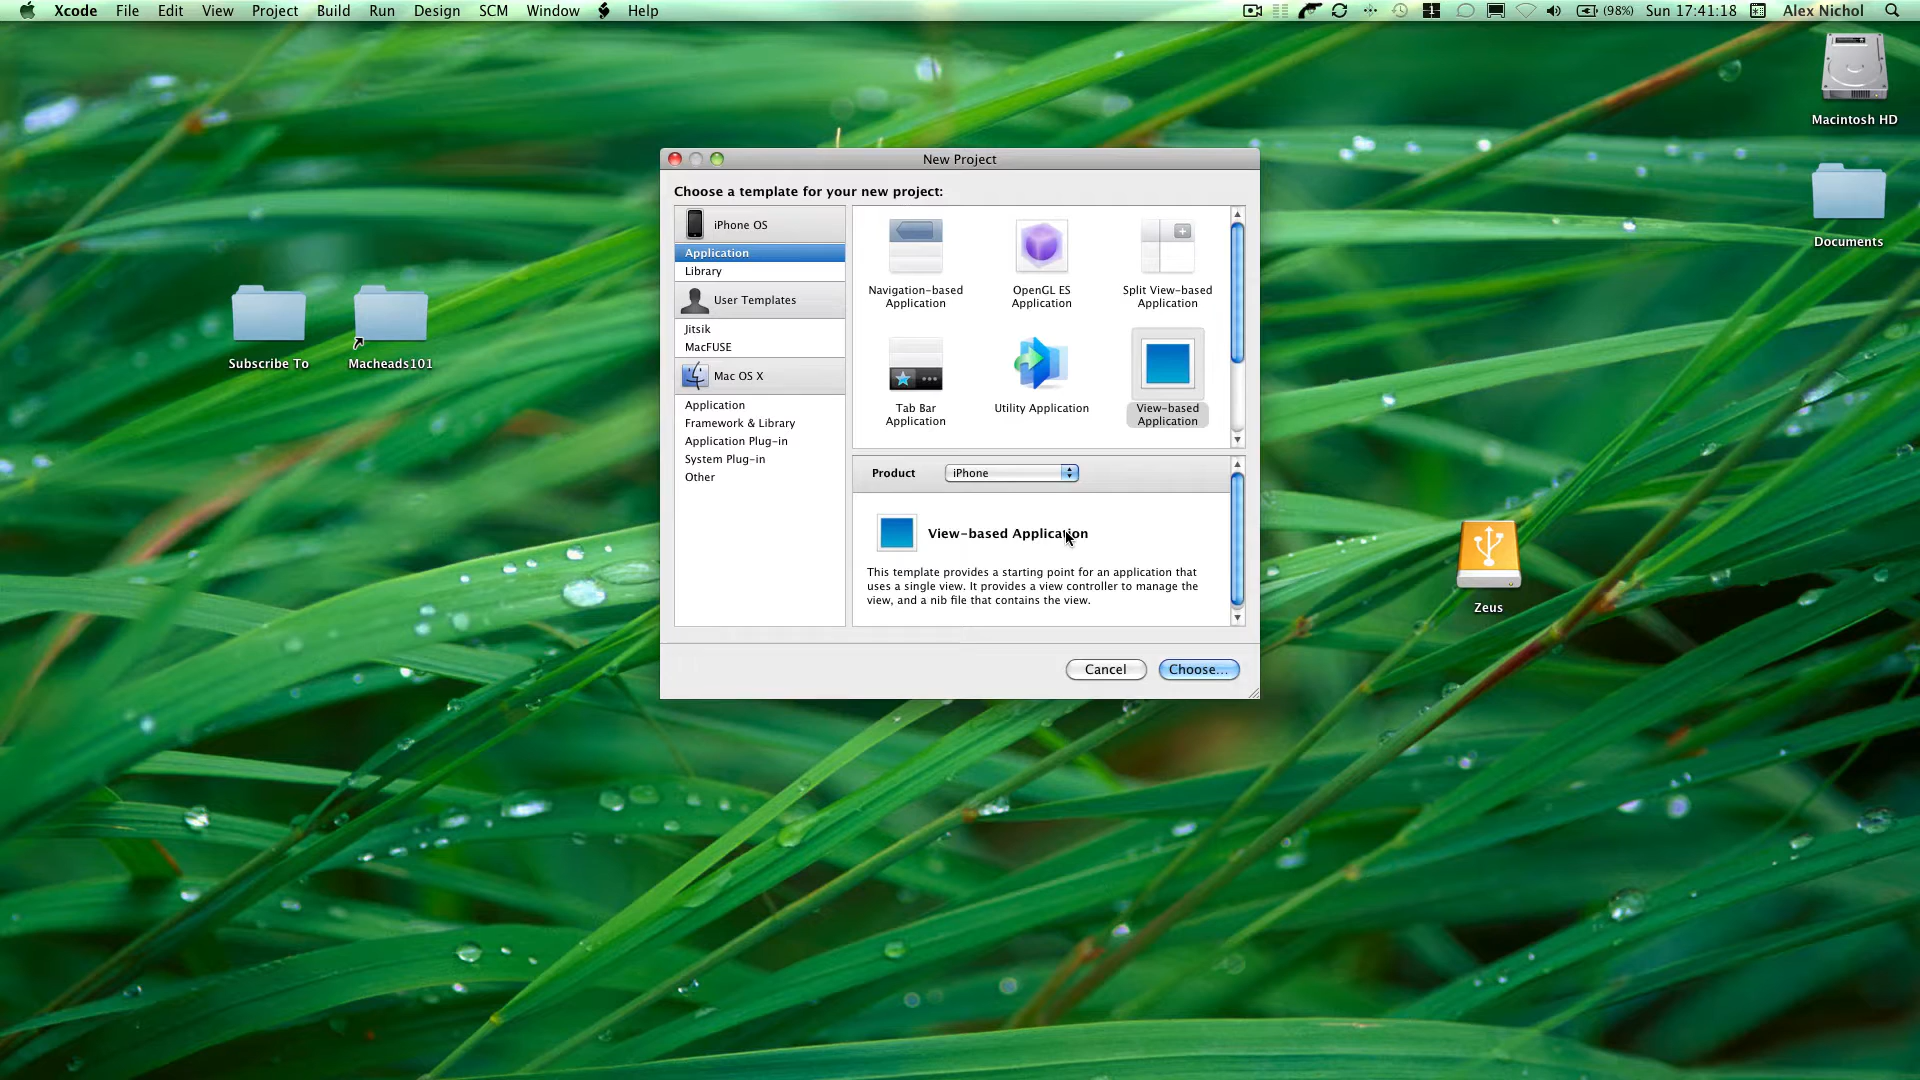 Xcode File Edit View Project Build Run Design SCM Window Help
1 (98%) Sun 17:41:18 Alex Nichol
Macintosh HD
Documents
Subscribe To
Macheads101
Zeus
New Project
Choose a template for your new project:
iPhone OS
Application
Library
User Templates
Jitsik
MacFUSE
Mac OS X
Application
Framework & Library
Application Plug-in
System Plug-in
Other
Navigation-based
Application
OpenGL ES
Application
Split View-based
Application
Tab Bar
Application
Utility Application
View-based
Application
Product iPhone
View-based Application
This template provides a starting point for an application that
uses a single view. It provides a view controller to manage the
view, and a nib file that contains the view.
Cancel Choose...